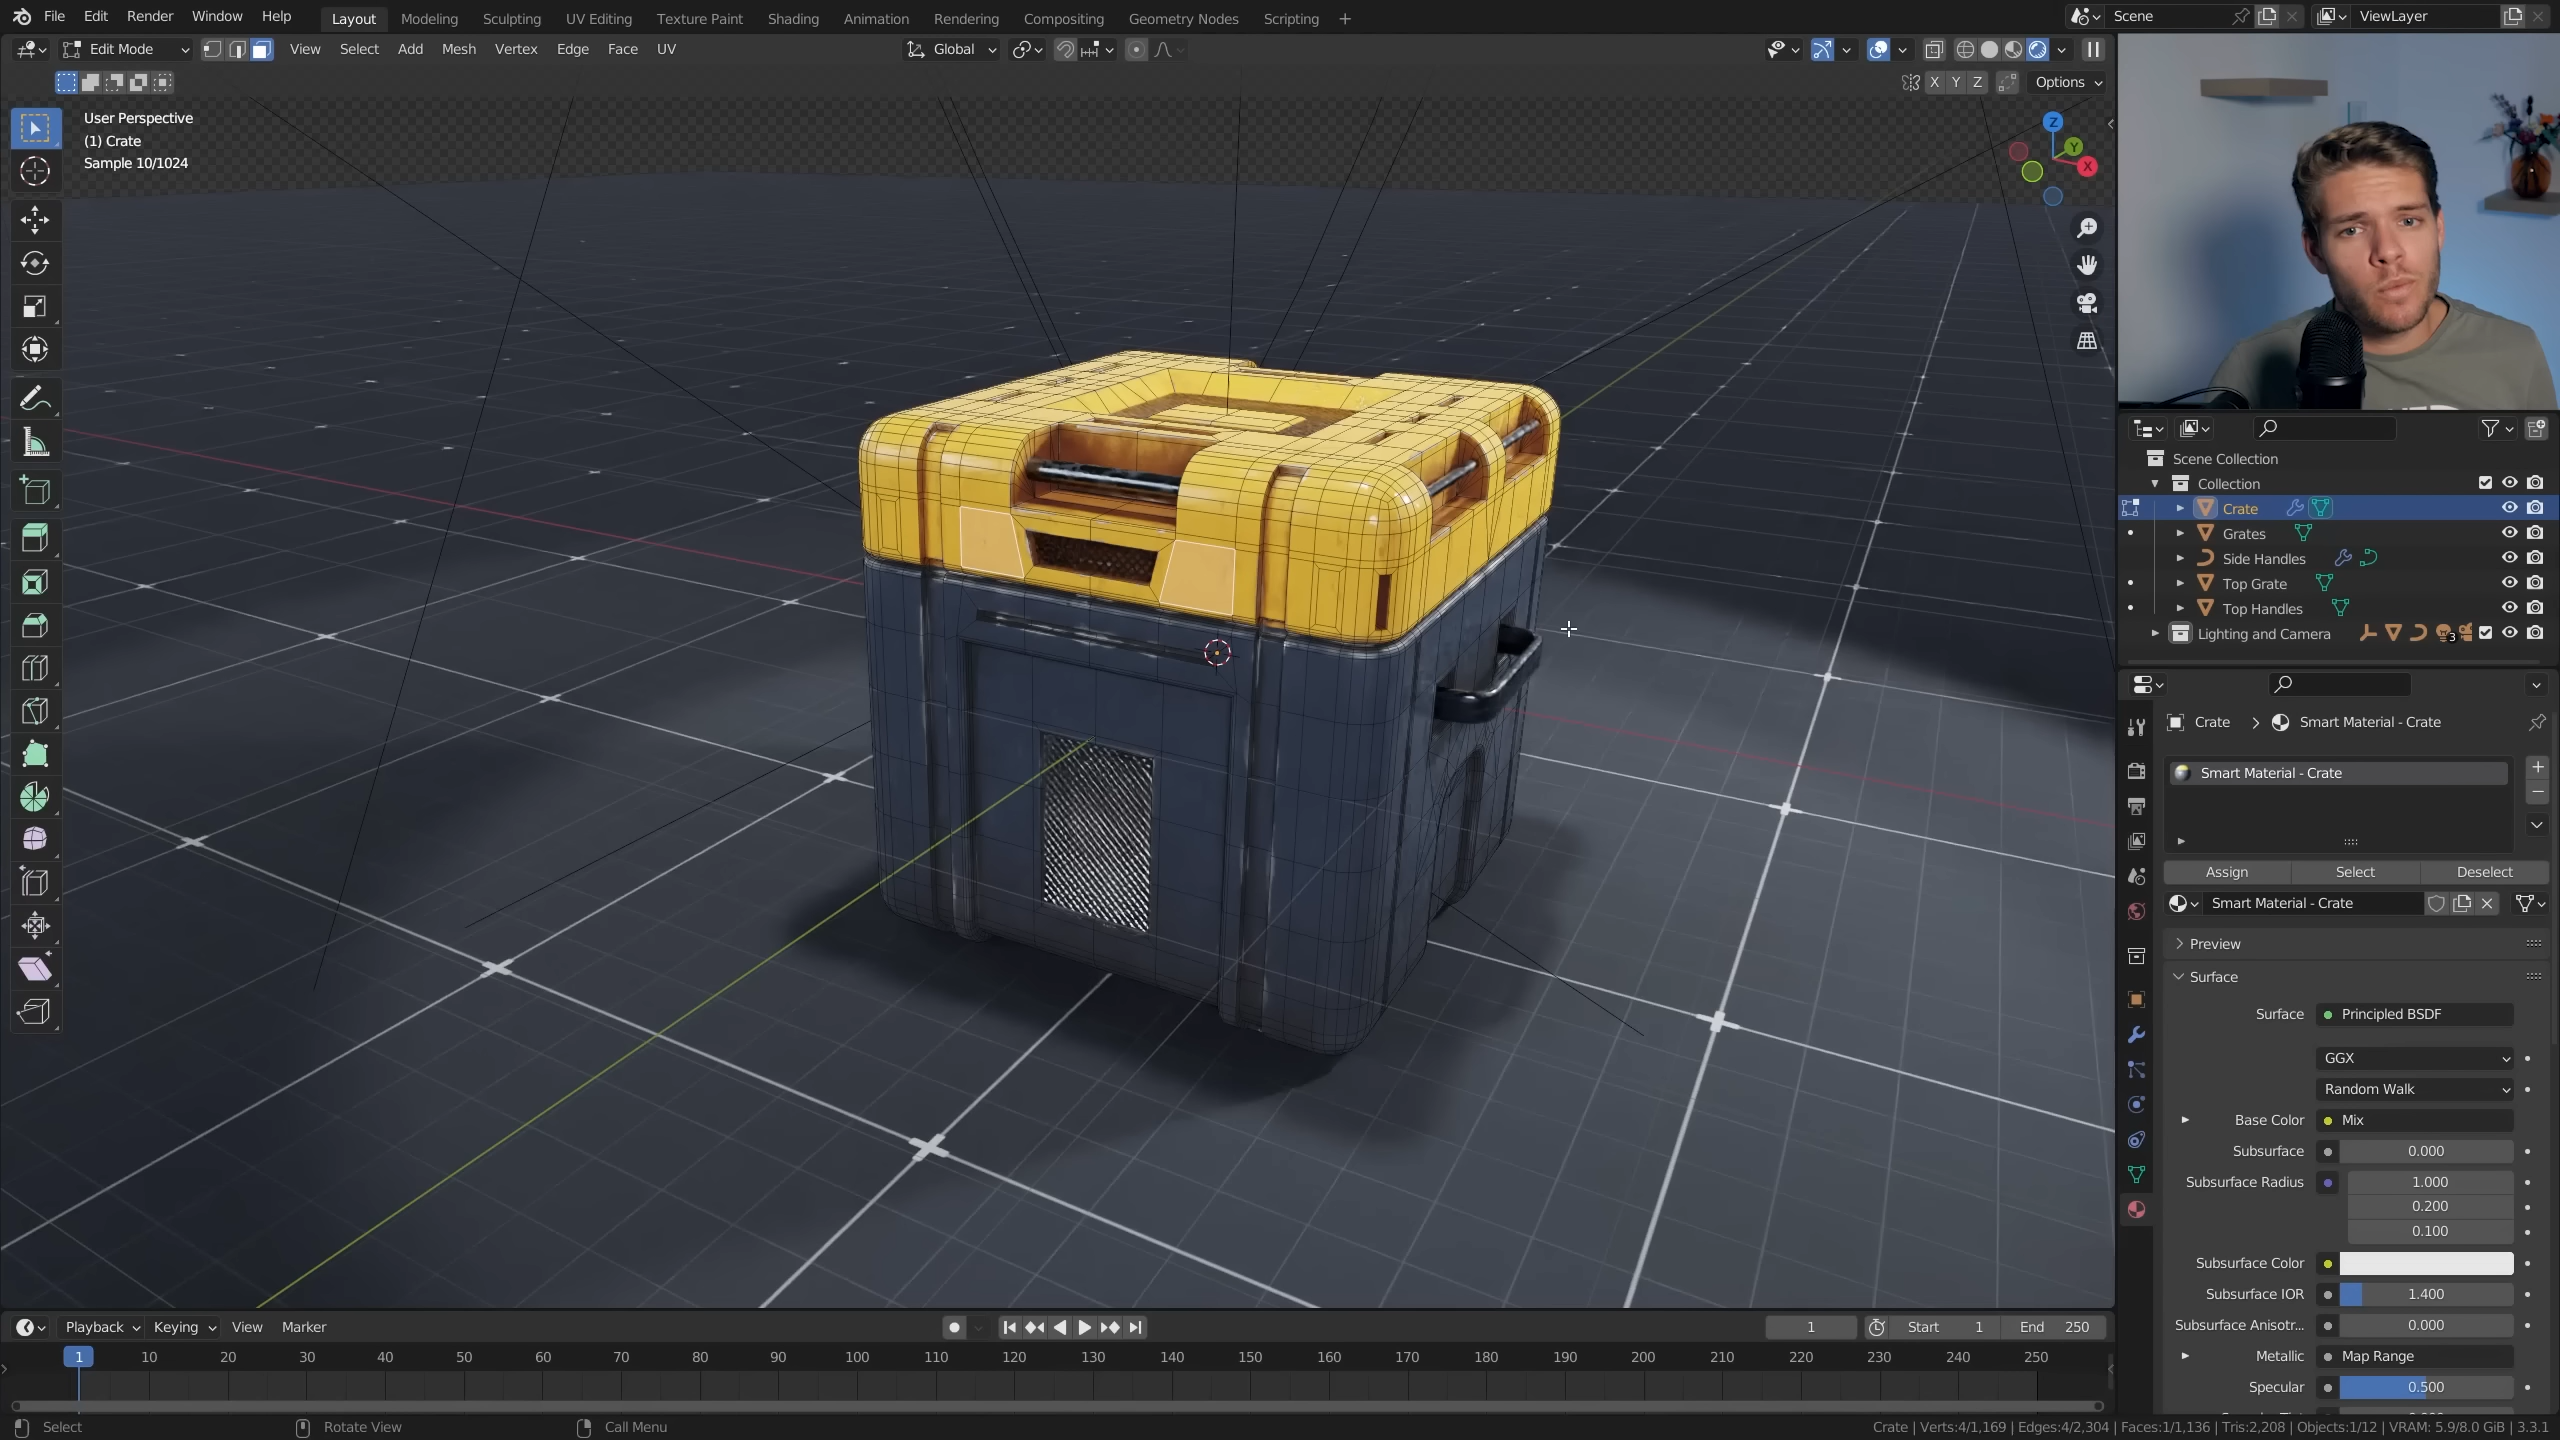 File Edit Render Window Help Layout Modeling Sculpting UV Editing Texture Paint Shading Animation Rendering Compositing Geometry Nodes Scripting + Scene ViewLayer
Edit Mode View Select Add Mesh Vertex Edge Face UV Global
X Y Z Options
User Perspective
(1) Crate
Sample 10/1024
Z
Y
X
Scene Collection
Collection
Crate
Grates
Side Handles
Top Grate
Top Handles
Lighting and Camera 3
Crate > Smart Material - Crate
Smart Material - Crate
Assign Select Deselect
Smart Material - Crate
Preview
Surface
Surface Principled BSDF
GGX
Random Walk
Base Color Mix
Subsurface 0.000
Subsurface Radius 1.000
0.200
0.100
Subsurface Color
Subsurface IOR 1.400
Subsurface Anisotr... 0.000
Metallic Map Range
Specular 0.500
Playback Keying View Marker 1 Start 1 End 250
1 10 20 30 40 50 60 70 80 90 100 110 120 130 140 150 160 170 180 190 200 210 220 230 240 250
Select Rotate View Call Menu Crate | Verts:4/1,169 | Edges:4/2,304 | Faces:1/1,136 | Tris:2,208 | Objects:1/12 | VRAM: 5.9/8.0 GiB | 3.3.1